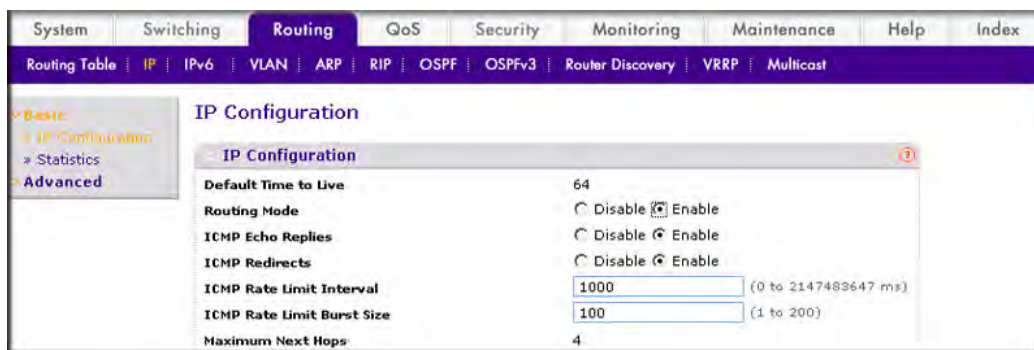 System Switching Routing QoS Security Monitoring Maintenance Help Index
Routing Table IP IPv6 VLAN ARP RIP OSPF OSPFv3 Router Discovery VRRP Multicast
Basic
» IP Configuration
» Statistics
Advanced
IP Configuration
IP Configuration ?
Default Time to Live 64
Routing Mode Disable Enable
ICMP Echo Replies Disable Enable
ICMP Redirects Disable Enable
ICMP Rate Limit Interval 1000 (0 to 2147483647 ms)
ICMP Rate Limit Burst Size 100 (1 to 200)
Maximum Next Hops 4